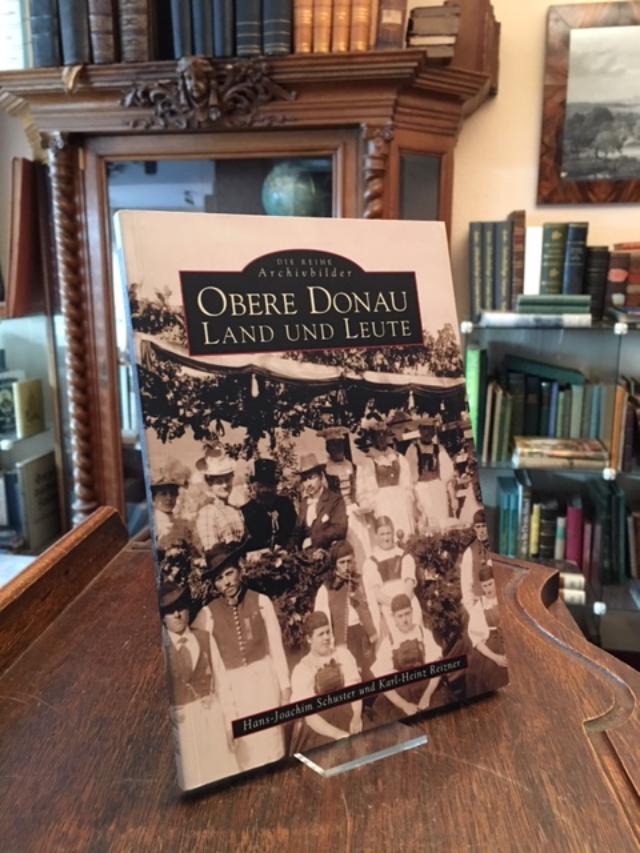 DIE REIHE
Archivbilder
OBERE DONAU
LAND UND LEUTE
Hans-Joachim Schuster und Karl-Heinz Reizner